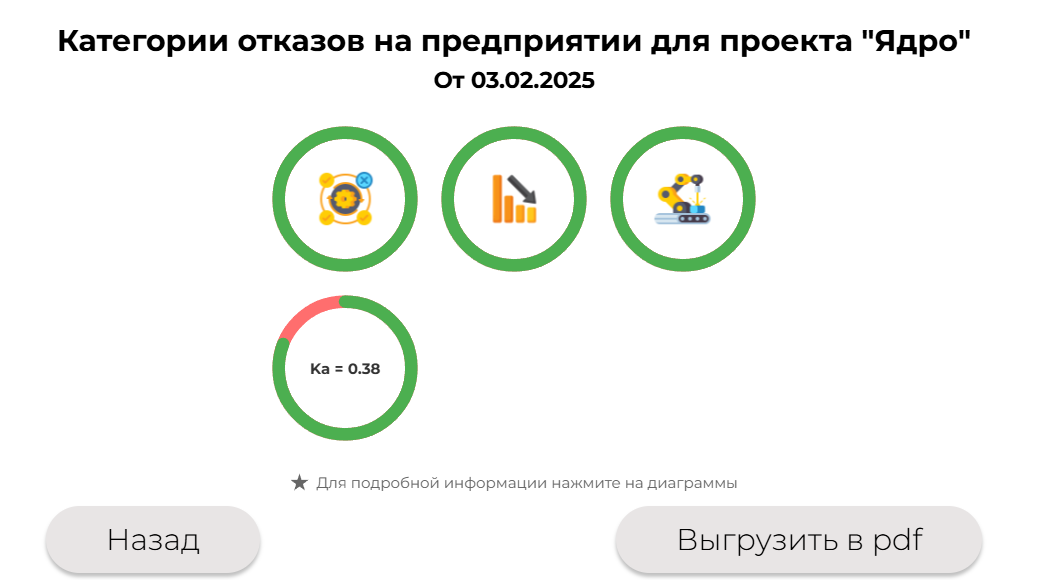 Категории отказов на предприятии для проекта "Ядро"
От 03.02.2025
Ка = 0.38
★ Для подробной информации нажмите на диаграммы
Назад
Выгрузить в pdf